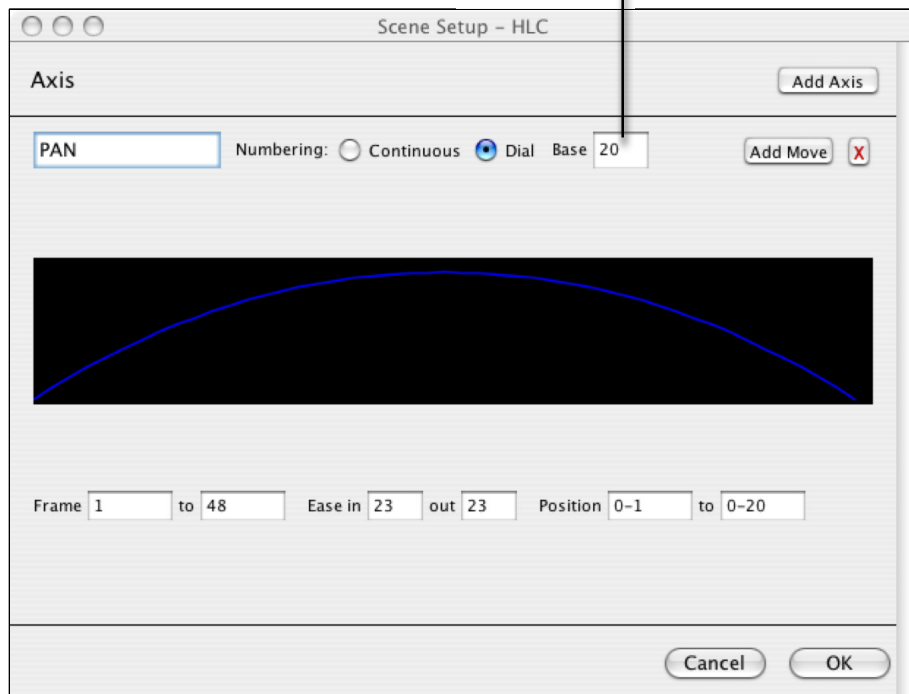 Scene Setup – HLC
Axis Add Axis
PAN Numbering: Continuous Dial Base 20 Add Move X
Frame 1 to 48 Ease in 23 out 23 Position 0–1 to 0–20
Cancel OK